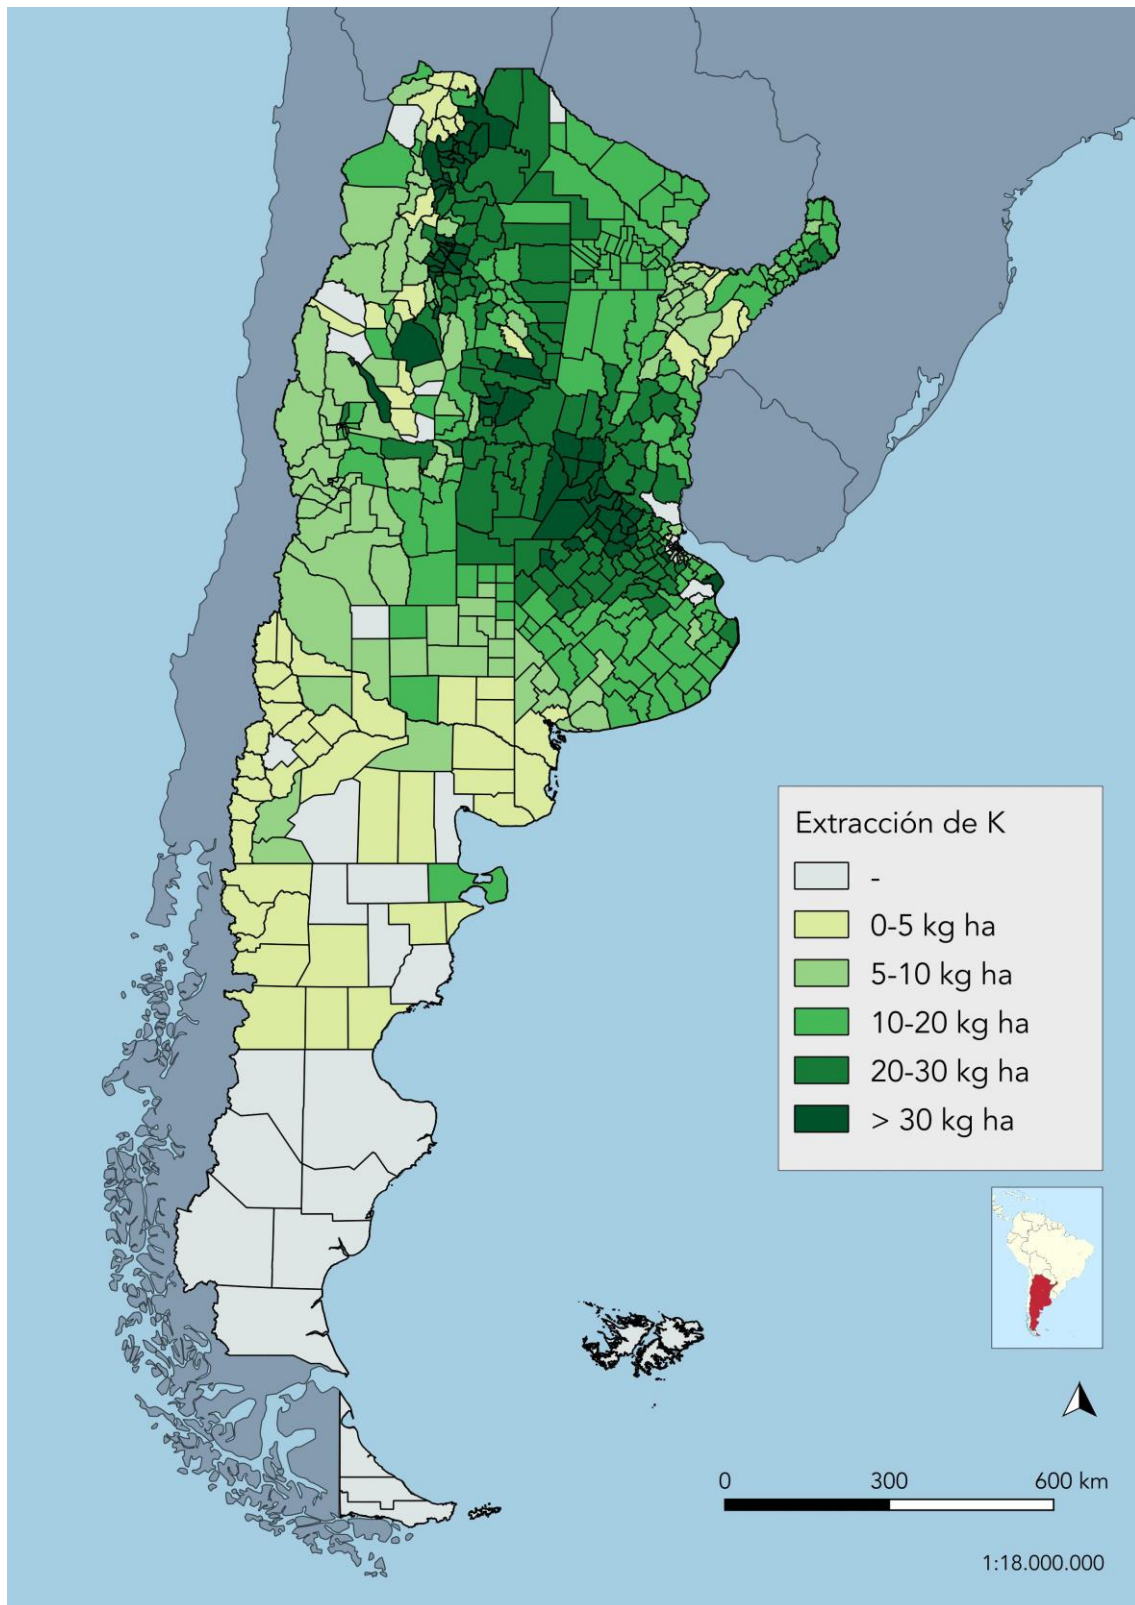 Extracción de K
-
0-5 kg ha
5-10 kg ha
10-20 kg ha
20-30 kg ha
> 30 kg ha
0 300 600 km
1:18.000.000